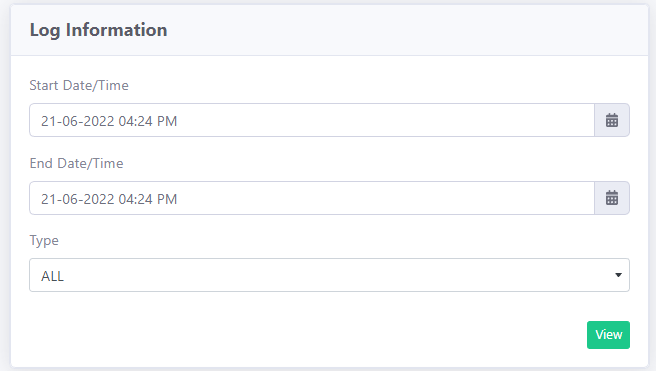 Log Information
Start Date/Time
21-06-2022 04:24 PM
End Date/Time
21-06-2022 04:24 PM
Type
ALL
View